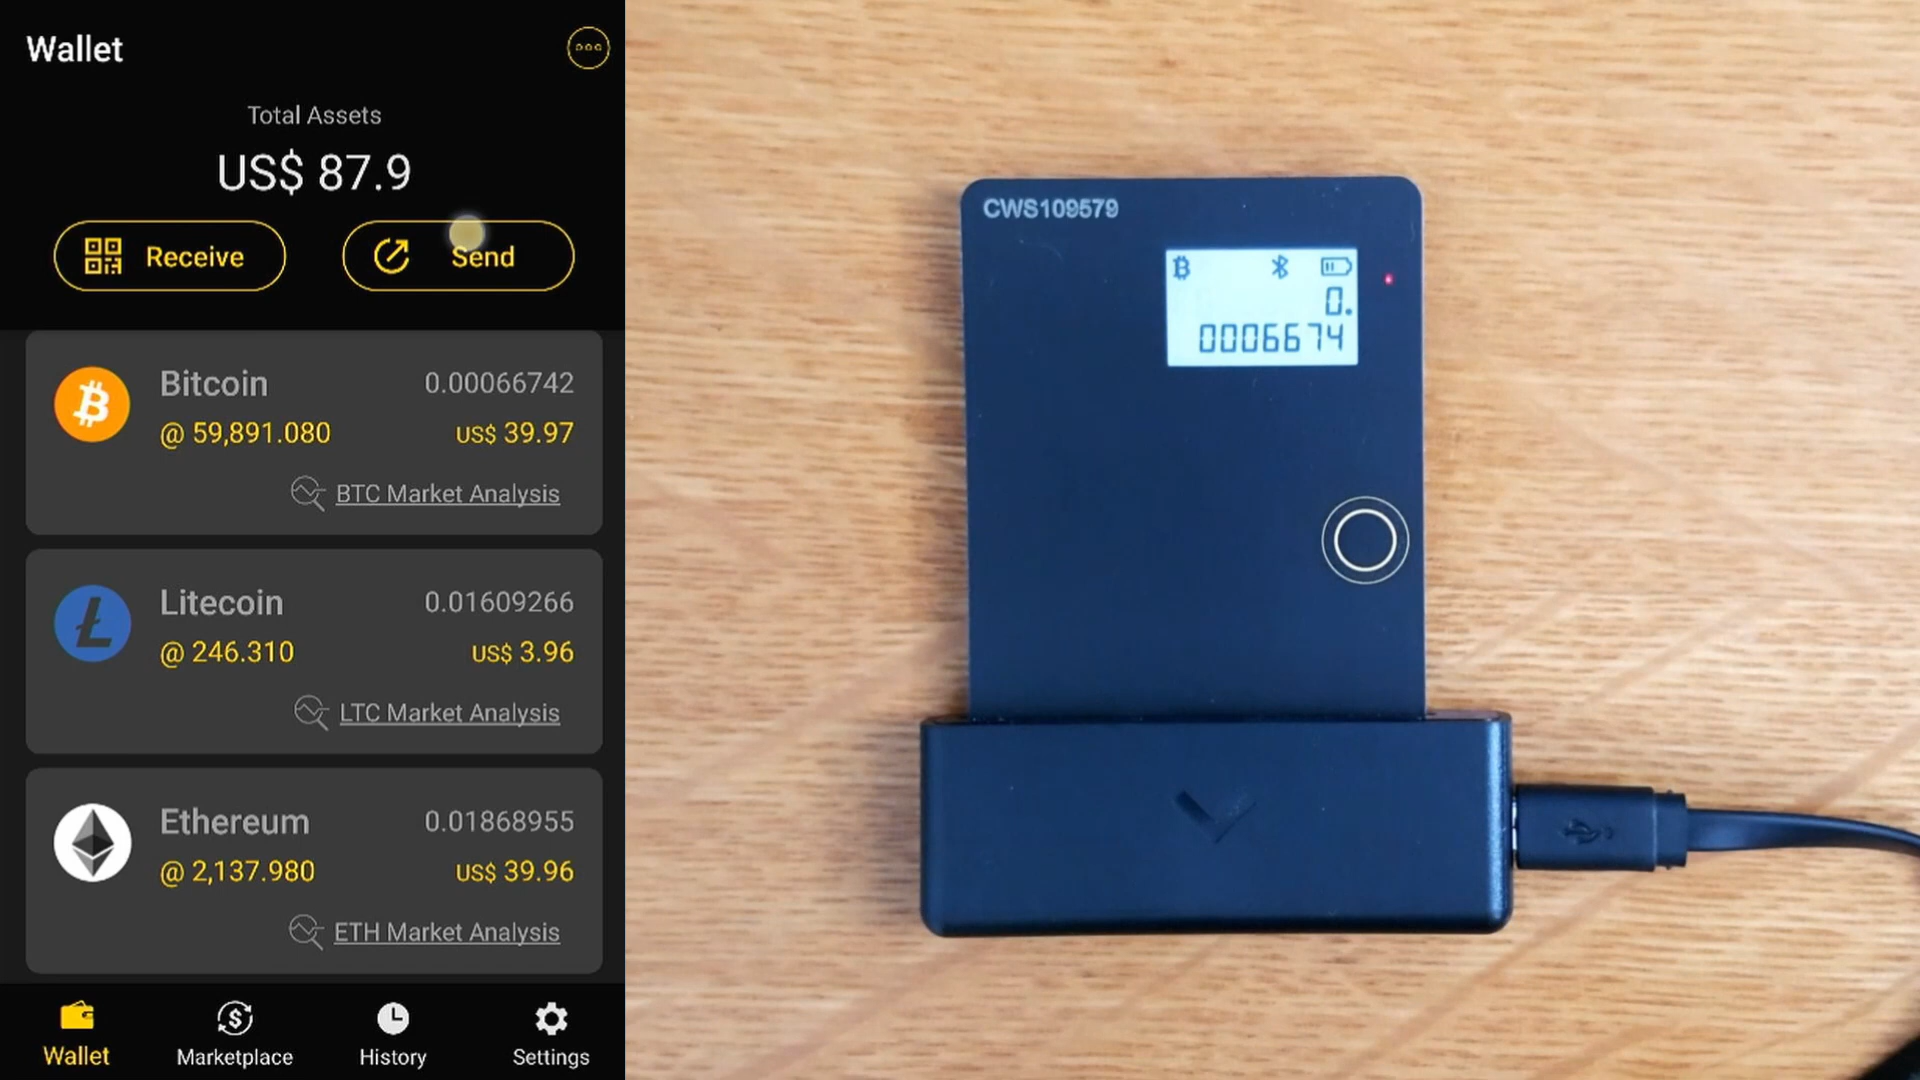 Wallet
Total Assets
US$ 87.9
Receive
Send
Bitcoin
0.00066742
@ 59,891.080
US$ 39.97
BTC Market Analysis
Litecoin
0.01609266
@ 246.310
US$ 3.96
LTC Market Analysis
Ethereum
0.01868955
@ 2,137.980
US$ 39.96
ETH Market Analysis
Wallet
Marketplace
History
Settings
CWS109579
0.
0006674